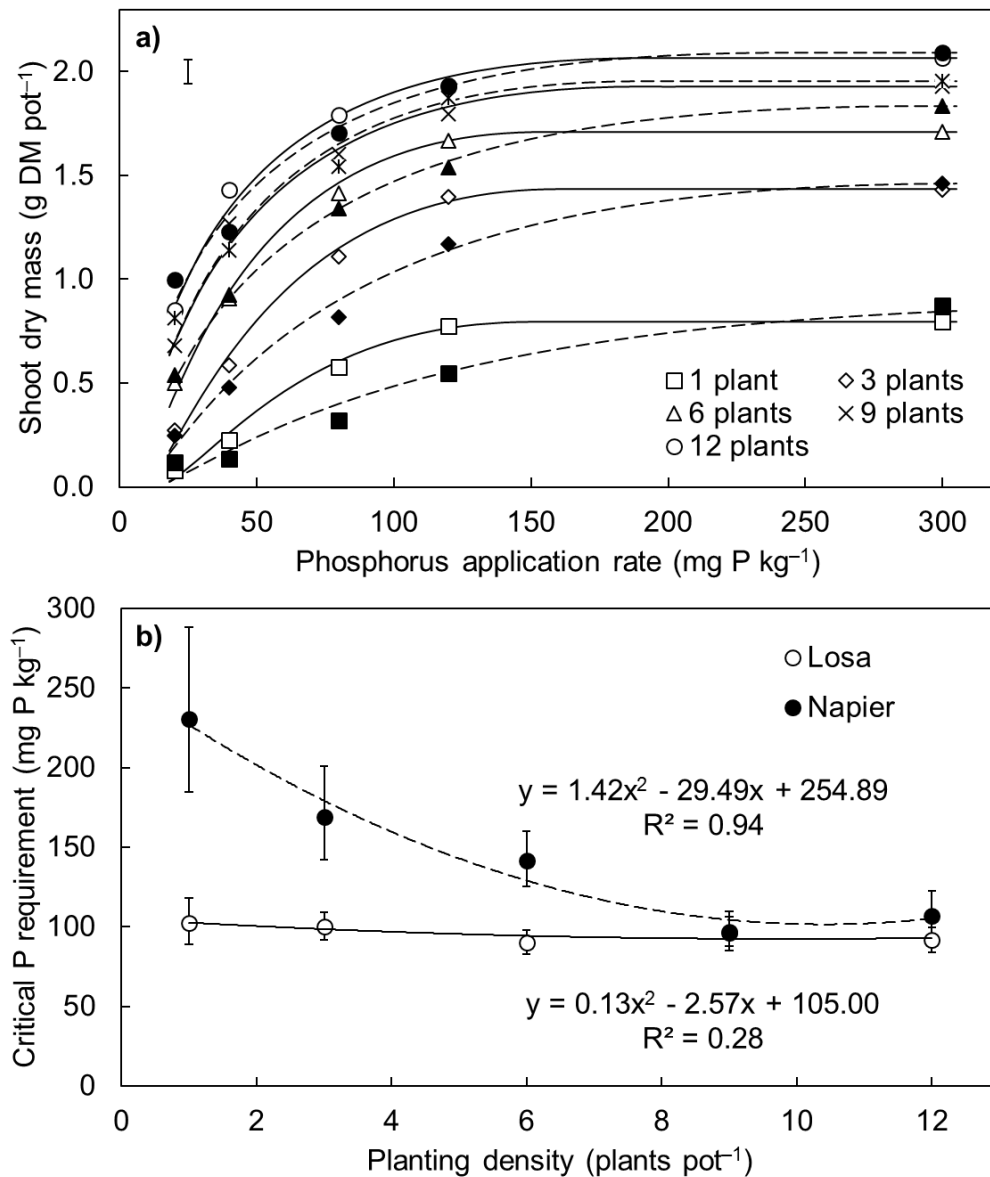 a)
Shoot dry mass (g DM pot⁻¹)
2.0
1.5
1.0
0.5
0.0
1 plant
3 plants
6 plants
9 plants
12 plants
0 50 100 150 200 250 300
Phosphorus application rate (mg P kg⁻¹)
b)
Critical P requirement (mg P kg⁻¹)
300
250
200
150
100
50
0
Losa
Napier
y = 1.42x² - 29.49x + 254.89
R² = 0.94
y = 0.13x² - 2.57x + 105.00
R² = 0.28
0 2 4 6 8 10 12
Planting density (plants pot⁻¹)